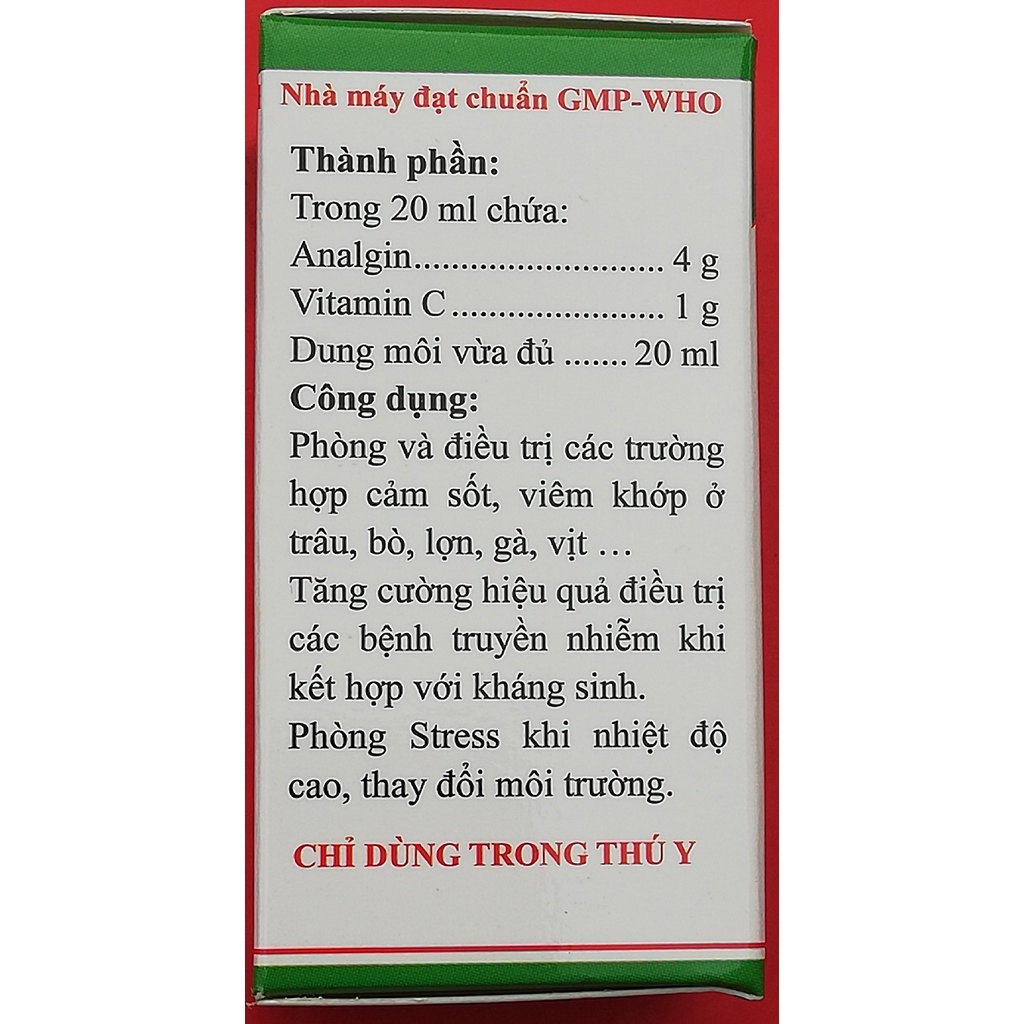 Nhà máy đạt chuẩn GMP-WHO
Thành phần:
Trong 20 ml chứa:
Analgin........................... 4 g
Vitamin C....................... 1 g
Dung môi vừa đủ ....... 20 ml
Công dụng:
Phòng và điều trị các trường
hợp cảm sốt, viêm khớp ở
trâu, bò, lợn, gà, vịt …
Tăng cường hiệu quả điều trị
các bệnh truyền nhiễm khi
kết hợp với kháng sinh.
Phòng Stress khi nhiệt độ
cao, thay đổi môi trường.
CHỈ DÙNG TRONG THÚ Y